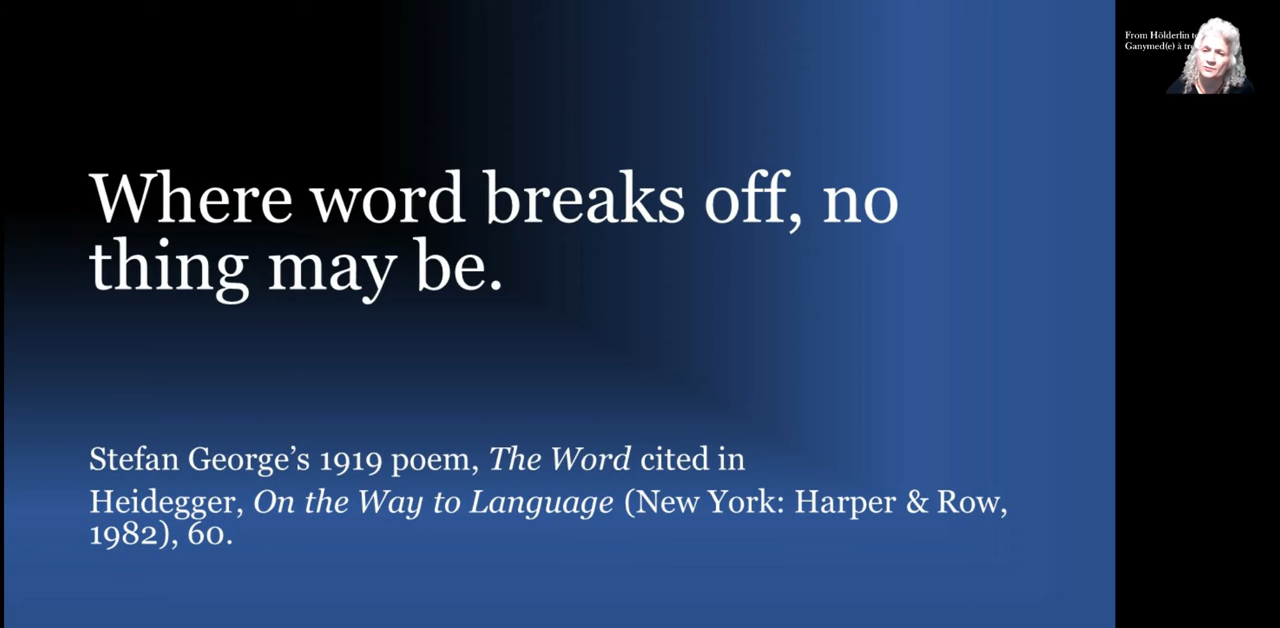 Where word breaks off, no
thing may be.
Stefan George's 1919 poem, The Word cited in
Heidegger, On the Way to Language (New York: Harper & Row,
1982), 60.
From Hölderlin
Ganymed(e) à